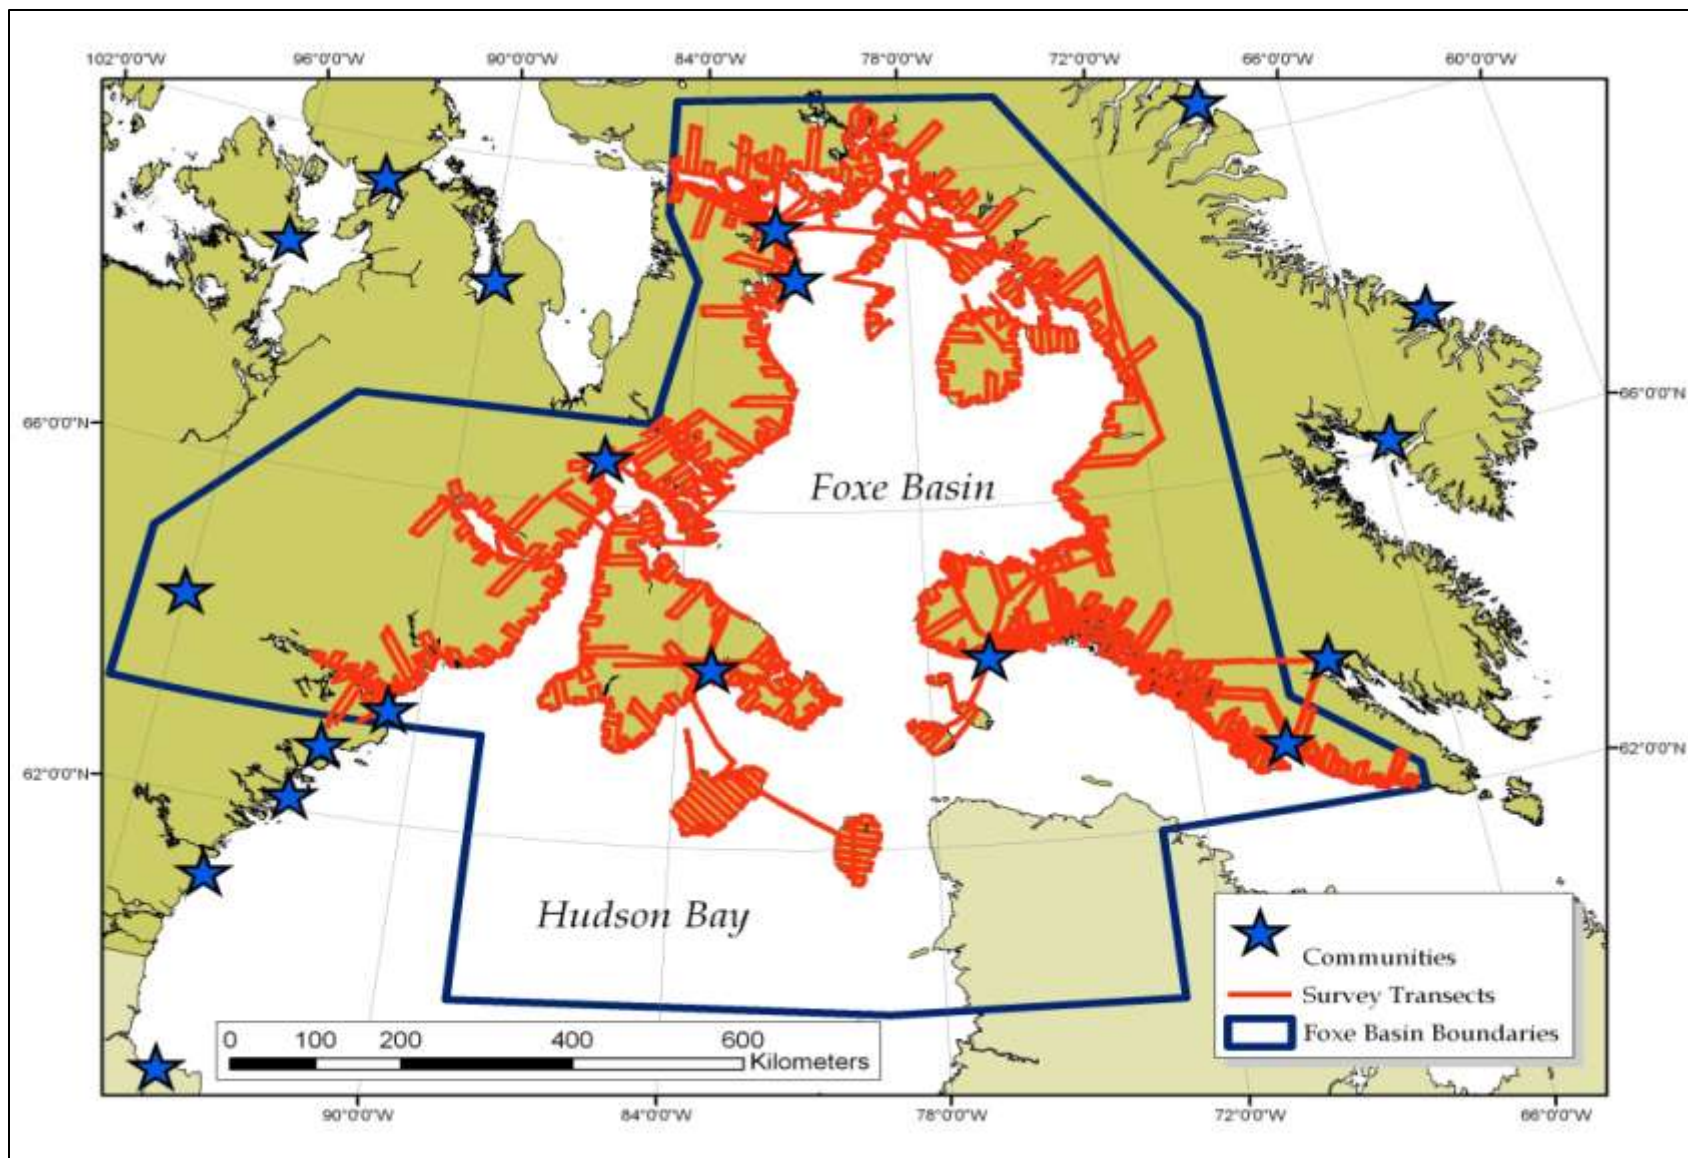 102°0'0"W 96°0'0"W 90°0'0"W 84°0'0"W 78°0'0"W 72°0'0"W 66°0'0"W 60°0'0"W
66°0'0"N 66°0'0"N
Foxe Basin
62°0'0"N 62°0'0"N
Hudson Bay
Communities
Survey Transects
Foxe Basin Boundaries
0 100 200 400 600
Kilometers
90°0'0"W 84°0'0"W 78°0'0"W 72°0'0"W 66°0'0"W